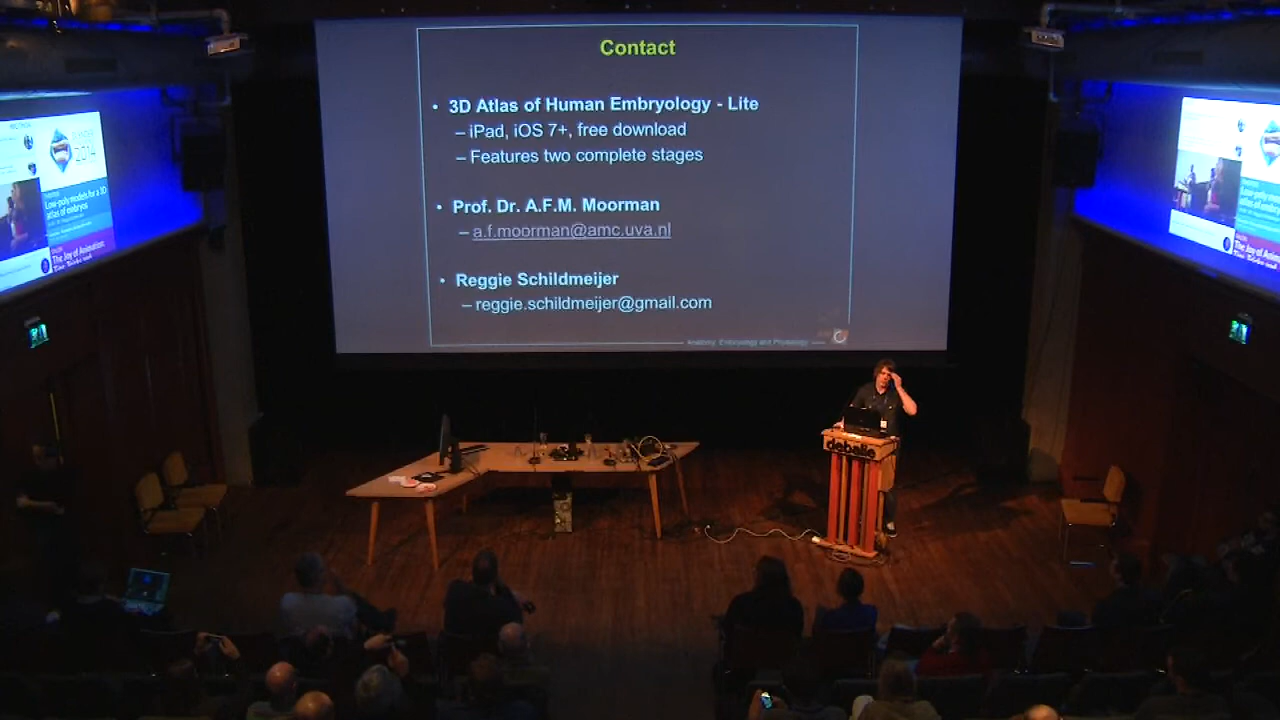 Contact
• 3D Atlas of Human Embryology - Lite
– iPad, iOS 7+, free download
– Features two complete stages
• Prof. Dr. A.F.M. Moorman
– a.f.moorman@amc.uva.nl
• Reggie Schildmeijer
– reggie.schildmeijer@gmail.com
Anatomy, Embryology and Physiology
2014
Low-poly models for a 3D
atlas of embryos
The Joy of Animation:
debalie